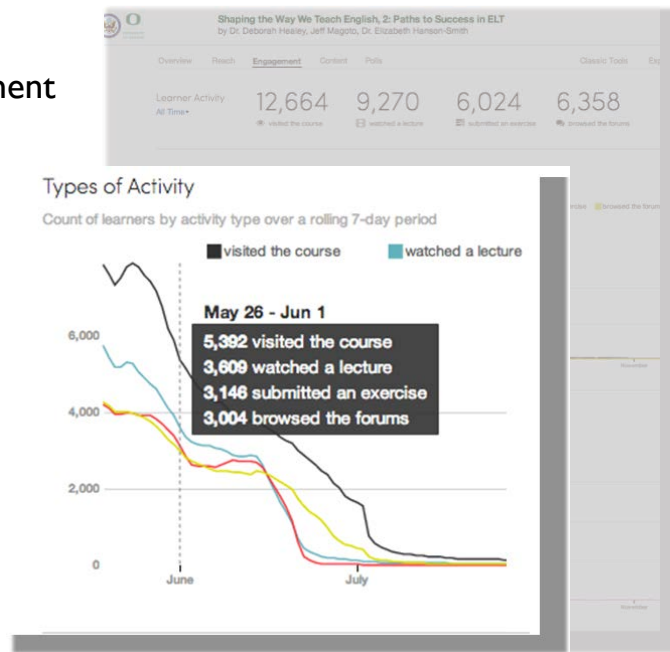 Shaping the Way We Teach English, 2: Paths to Success in ELT
by Dr. Deborah Healey, Jeff Magoto, Dr. Elizabeth Hanson-Smith
Overview Reach Engagement Content Polls Classic Tools
Learner Activity
All Time
12,664 9,270 6,024 6,358
visited the course watched a lecture submitted an exercise browsed the forums
Types of Activity
Count of learners by activity type over a rolling 7-day period
visited the course watched a lecture
May 26 - Jun 1
5,392 visited the course
3,609 watched a lecture
3,146 submitted an exercise
3,004 browsed the forums
6,000
4,000
2,000
0
June July
November
November